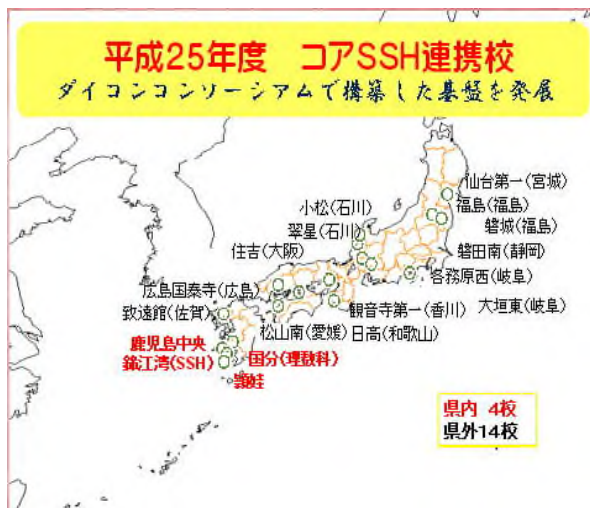 平成25年度　コアSSH連携校
ダイコンコンソーシアムで構築した基盤を発展
仙台第一(宮城)
小松(石川)
福島(福島)
翠星(石川)
磐城(福島)
住吉(大阪)
磐田南(静岡)
広島国泰寺(広島)
各務原西(岐阜)
致遠館(佐賀)
観音寺第一(香川)
大垣東(岐阜)
松山南(愛媛)
日高(和歌山)
鹿児島中央
錦江湾(SSH)
国分(理数科)
頴娃
県内 4校
県外14校